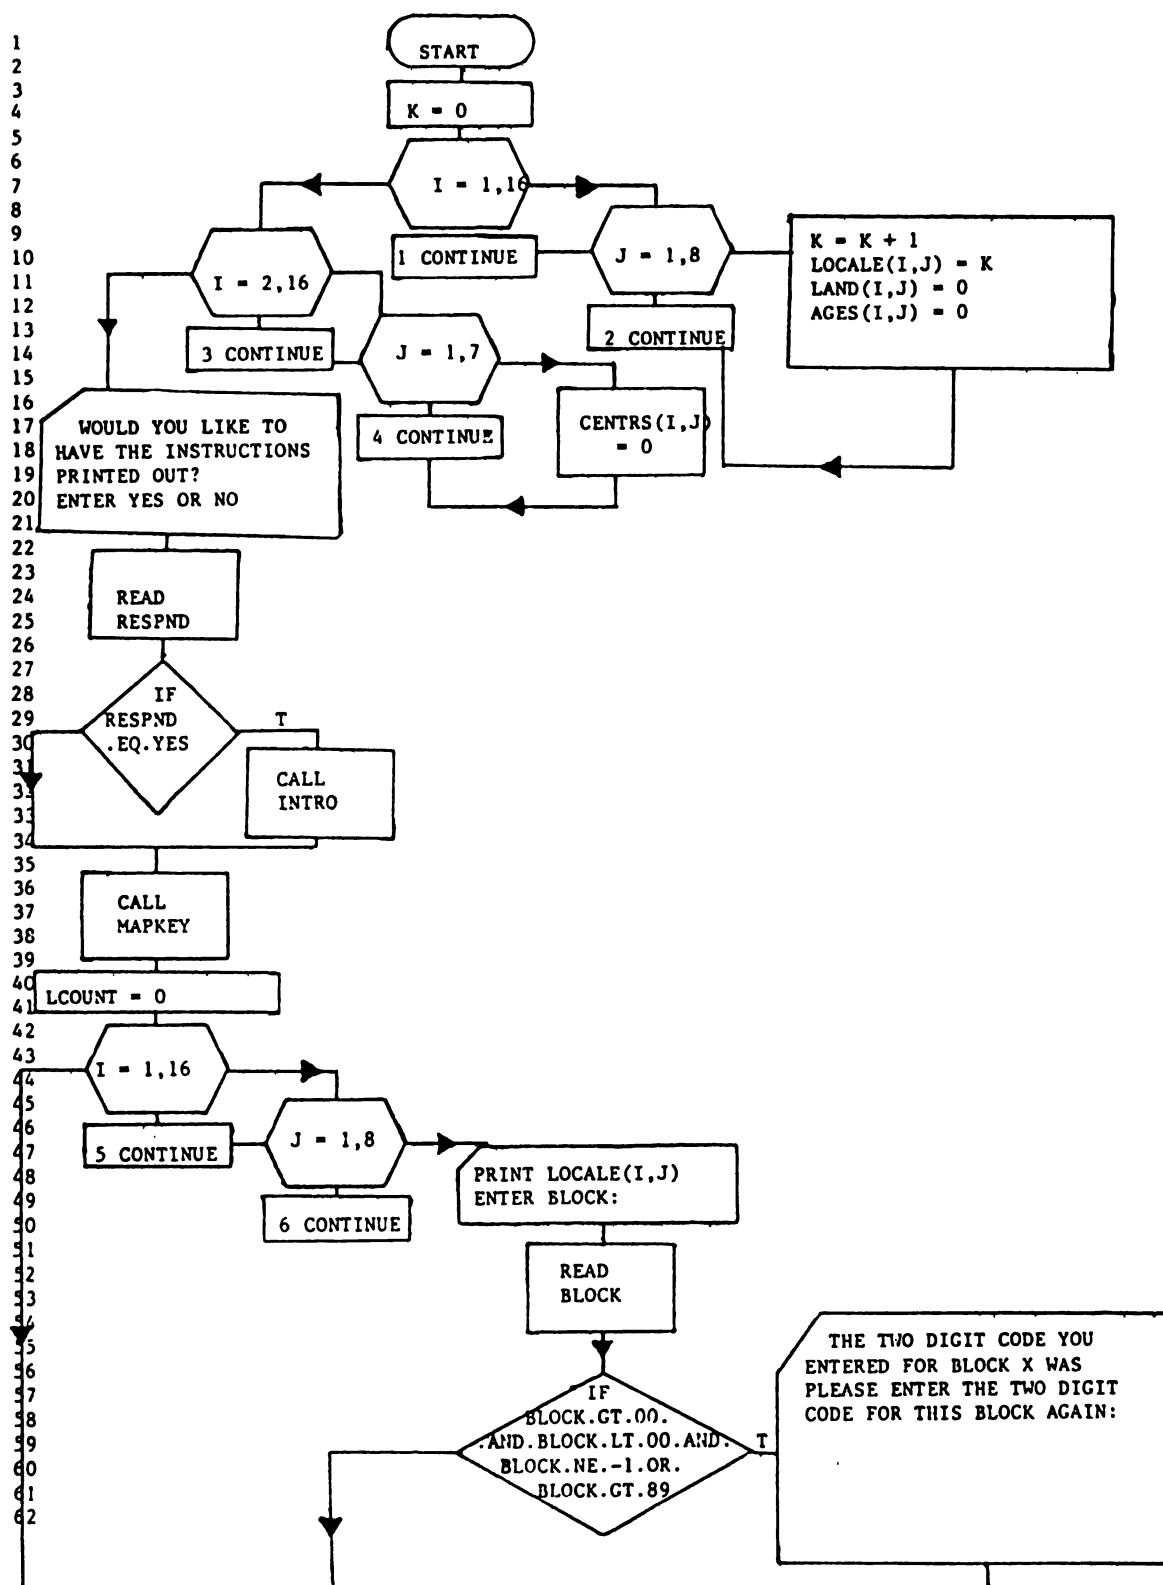 1
2
3
4
5
6
7
8
9
10
11
12
13
14
15
16
17
18
19
20
21
22
23
24
25
26
27
28
29
30
31
33
33
34
35
36
37
38
39
40
41
42
43
44
45
46
47
48
49
50
51
52
53
54
55
56
57
58
59
60
61
62
START
K = 0
I = 1,16
J = 1,8
1 CONTINUE
K = K + 1
LOCALE(I,J) = K
LAND(I,J) = 0
AGES(I,J) = 0
2 CONTINUE
I = 2,16
3 CONTINUE
J = 1,7
4 CONTINUE
CENTRS(I,J)
= 0
WOULD YOU LIKE TO
HAVE THE INSTRUCTIONS
PRINTED OUT?
ENTER YES OR NO
READ
RESPND
IF
RESPND
.EQ.YES
T
CALL
INTRO
CALL
MAPKEY
LCOUNT = 0
I = 1,16
5 CONTINUE
J = 1,8
6 CONTINUE
PRINT LOCALE(I,J)
ENTER BLOCK:
READ
BLOCK
IF
BLOCK.GT.00.
.AND.BLOCK.LT.00.AND.
BLOCK.NE.-1.OR.
BLOCK.GT.89
T
THE TWO DIGIT CODE YOU
ENTERED FOR BLOCK X WAS
PLEASE ENTER THE TWO DIGIT
CODE FOR THIS BLOCK AGAIN: